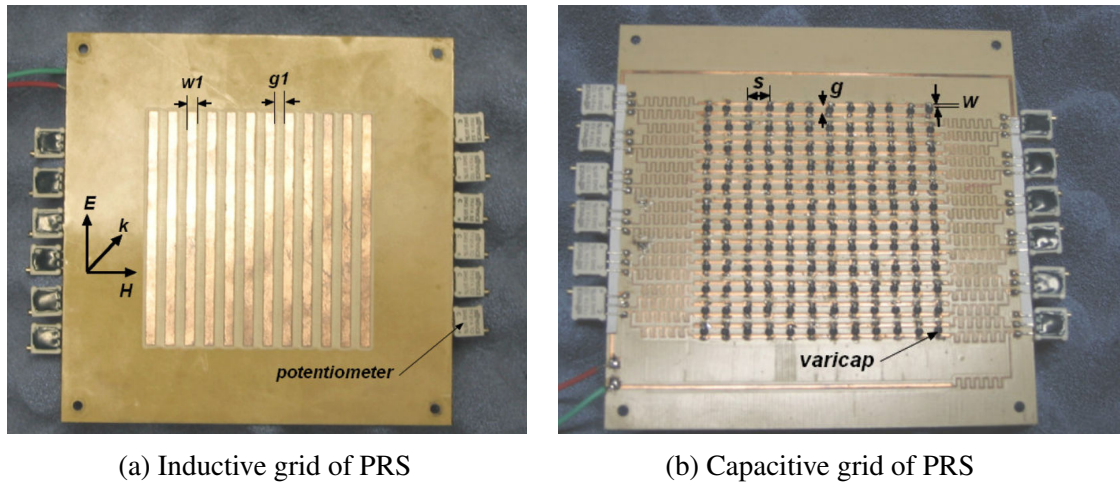 w1
g1
E
k
H
potentiometer
s
g
w
varicap
(a) Inductive grid of PRS
(b) Capacitive grid of PRS